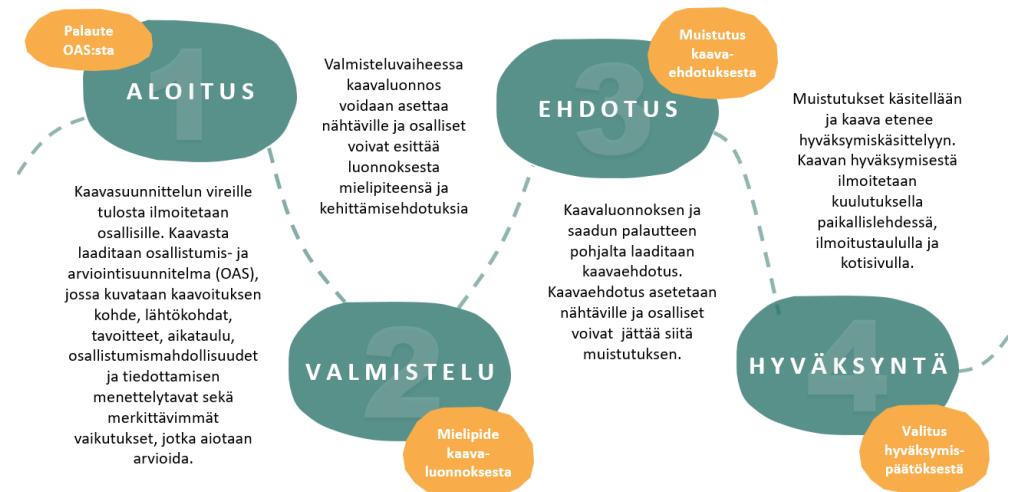 Palaute
OAS:sta
1
ALOITUS
Kaavasuunnittelun vireille
tulosta ilmoitetaan
osallisille. Kaavasta
laaditaan osallistumis- ja
arviointisuunnitelma (OAS),
jossa kuvataan kaavoituksen
kohde, lähtökohdat,
tavoitteet, aikataulu,
osallistumismahdollisuudet
ja tiedottamisen
menettelytavat sekä
merkittävimmät
vaikutukset, jotka aiotaan
arvioida.
Valmisteluvaiheessa
kaavaluonnos
voidaan asettaa
nähtäville ja osalliset
voivat esittää
luonnoksesta
mielipiteensä ja
kehittämisehdotuksia
2
VALMISTELU
Mielipide
kaava-
luonnoksesta
Muistutus
kaava-
ehdotuksesta
3
EHDOTUS
Kaavaluonnoksen ja
saadun palautteen
pohjalta laaditaan
kaavaehdotus.
Kaavaehdotus asetetaan
nähtäville ja osalliset
voivat jättää siitä
muistutuksen.
Muistutukset käsitellään
ja kaava etenee
hyväksymiskäsittelyyn.
Kaavan hyväksymisestä
ilmoitetaan
kuulutuksella
paikallislehdessä,
ilmoitustaululla ja
kotisivulla.
4
HYVÄKSYNTÄ
Valitus
hyväksymis-
päätöksestä